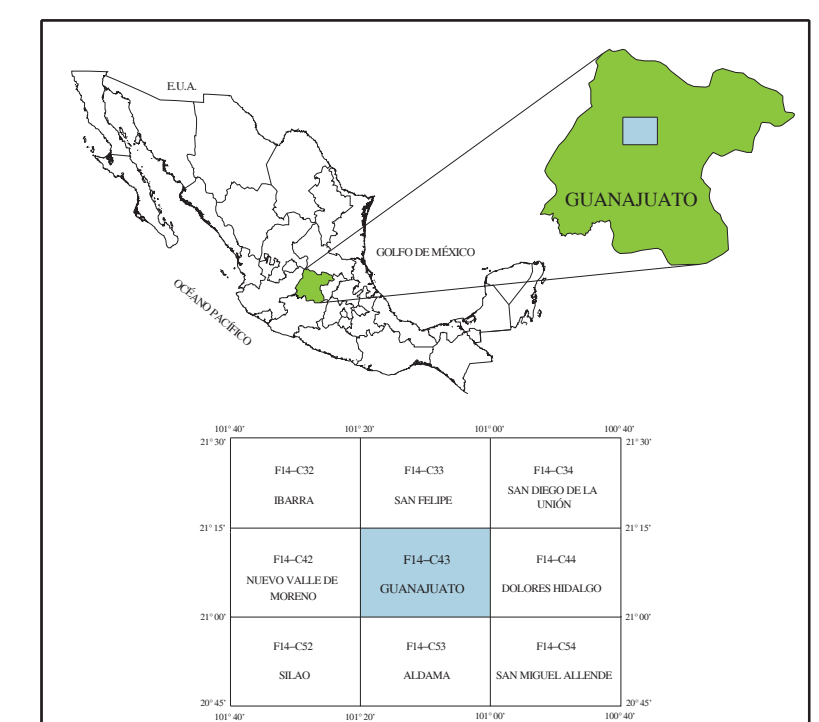 E.U.A.
GUANAJUATO
GOLFO DE MÉXICO
OCÉANO PACÍFICO
101° 40' 101° 20' 101° 00' 100° 40'
21° 30' 21° 30'
F14–C32 F14–C33 F14–C34
IBARRA SAN FELIPE SAN DIEGO DE LA
UNIÓN
21° 15' 21° 15'
F14–C42 F14–C43 F14–C44
NUEVO VALLE DE
MORENO GUANAJUATO DOLORES HIDALGO
21° 00' 21° 00'
F14–C52 F14–C53 F14–C54
SILAO ALDAMA SAN MIGUEL ALLENDE
20° 45' 20° 45'
101° 40' 101° 20' 101° 00' 100° 40'